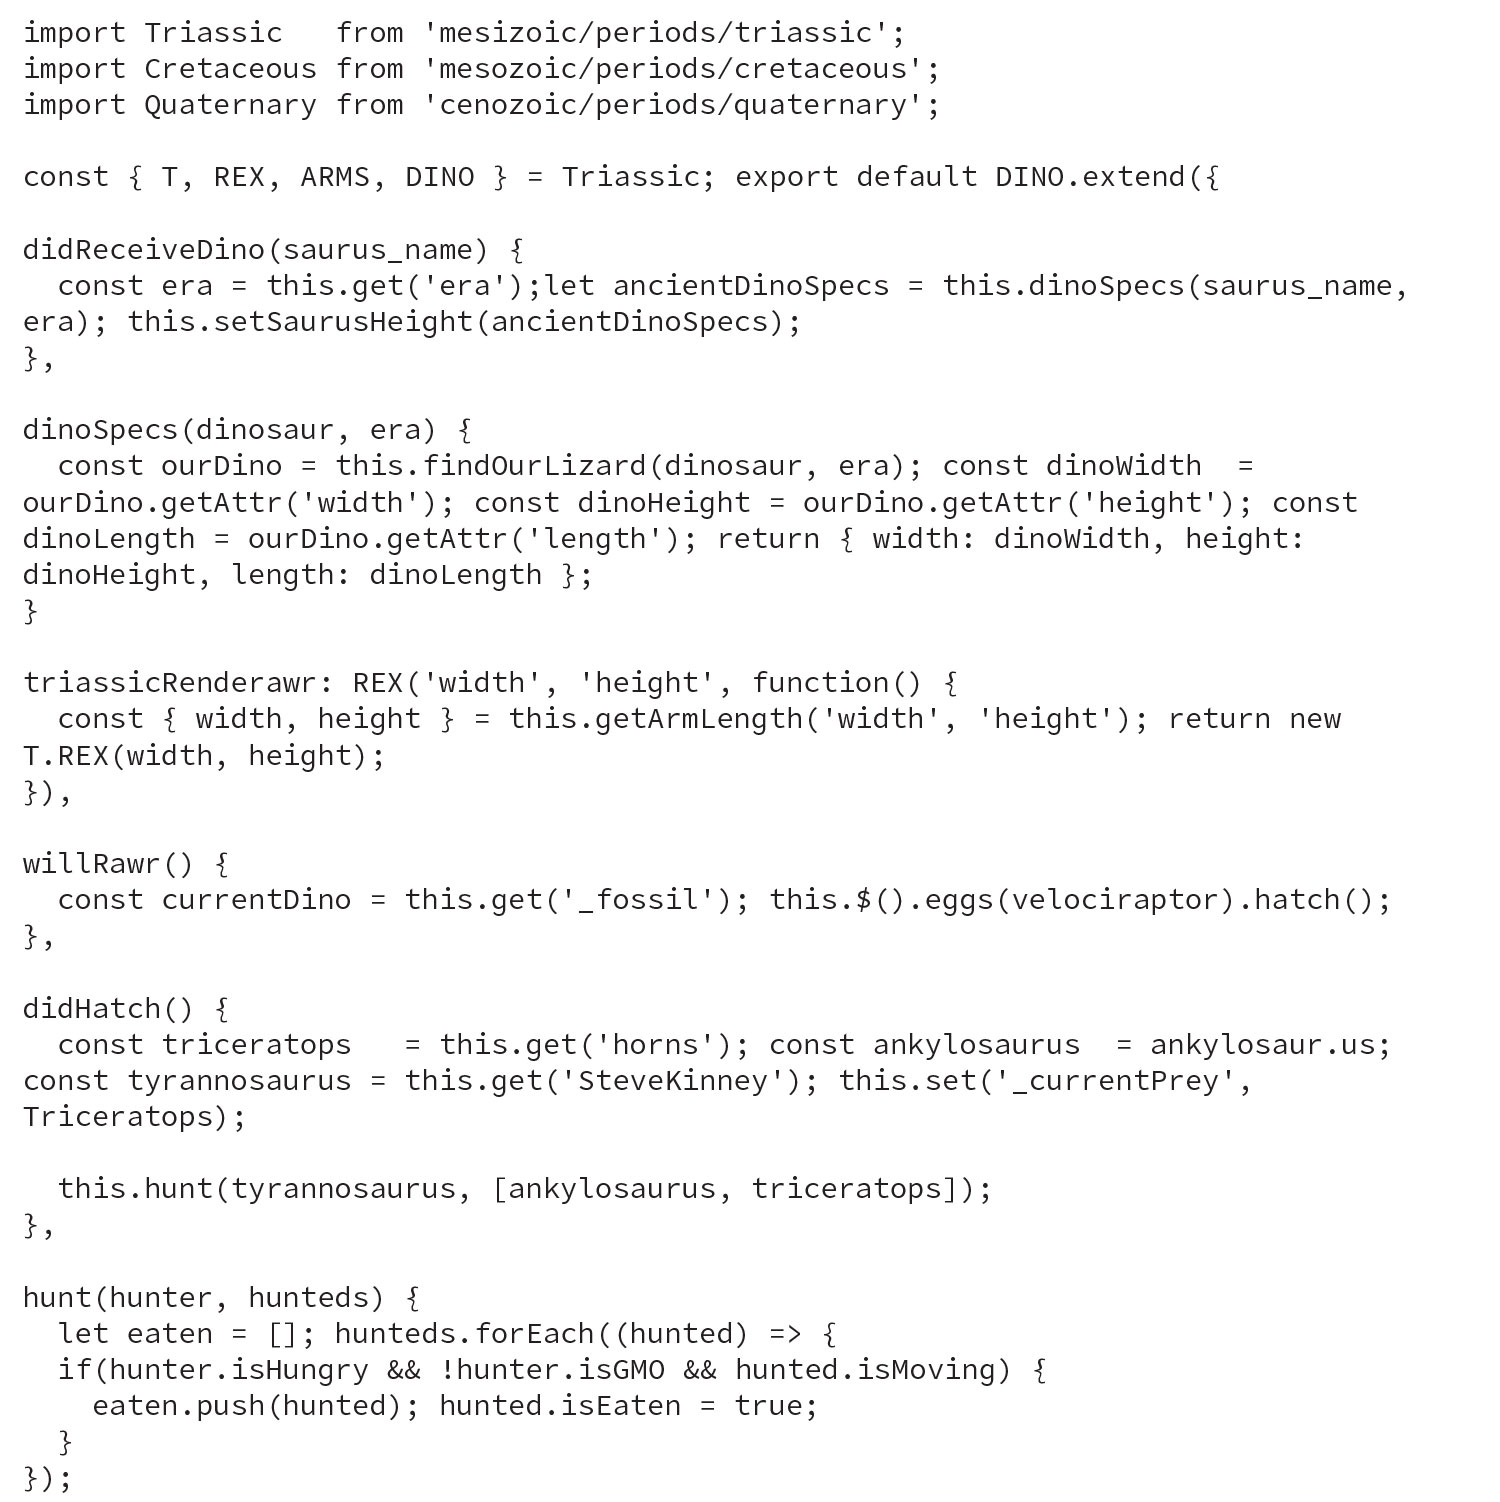 import Triassic   from 'mesizoic/periods/triassic';
import Cretaceous from 'mesozoic/periods/cretaceous';
import Quaternary from 'cenozoic/periods/quaternary';

const { T, REX, ARMS, DINO } = Triassic; export default DINO.extend({

didReceiveDino(saurus_name) {
  const era = this.get('era');let ancientDinoSpecs = this.dinoSpecs(saurus_name,
era); this.setSaurusHeight(ancientDinoSpecs);
},

dinoSpecs(dinosaur, era) {
  const ourDino = this.findOurLizard(dinosaur, era); const dinoWidth  =
ourDino.getAttr('width'); const dinoHeight = ourDino.getAttr('height'); const
dinoLength = ourDino.getAttr('length'); return { width: dinoWidth, height:
dinoHeight, length: dinoLength };
}

triassicRenderawr: REX('width', 'height', function() {
  const { width, height } = this.getArmLength('width', 'height'); return new
T.REX(width, height);
}),

willRawr() {
  const currentDino = this.get('_fossil'); this.$().eggs(velociraptor).hatch();
},

didHatch() {
  const triceratops   = this.get('horns'); const ankylosaurus  = ankylosaur.us;
const tyrannosaurus = this.get('SteveKinney'); this.set('_currentPrey',
Triceratops);

  this.hunt(tyrannosaurus, [ankylosaurus, triceratops]);
},

hunt(hunter, hunteds) {
  let eaten = []; hunteds.forEach((hunted) => {
  if(hunter.isHungry && !hunter.isGMO && hunted.isMoving) {
    eaten.push(hunted); hunted.isEaten = true;
  }
});